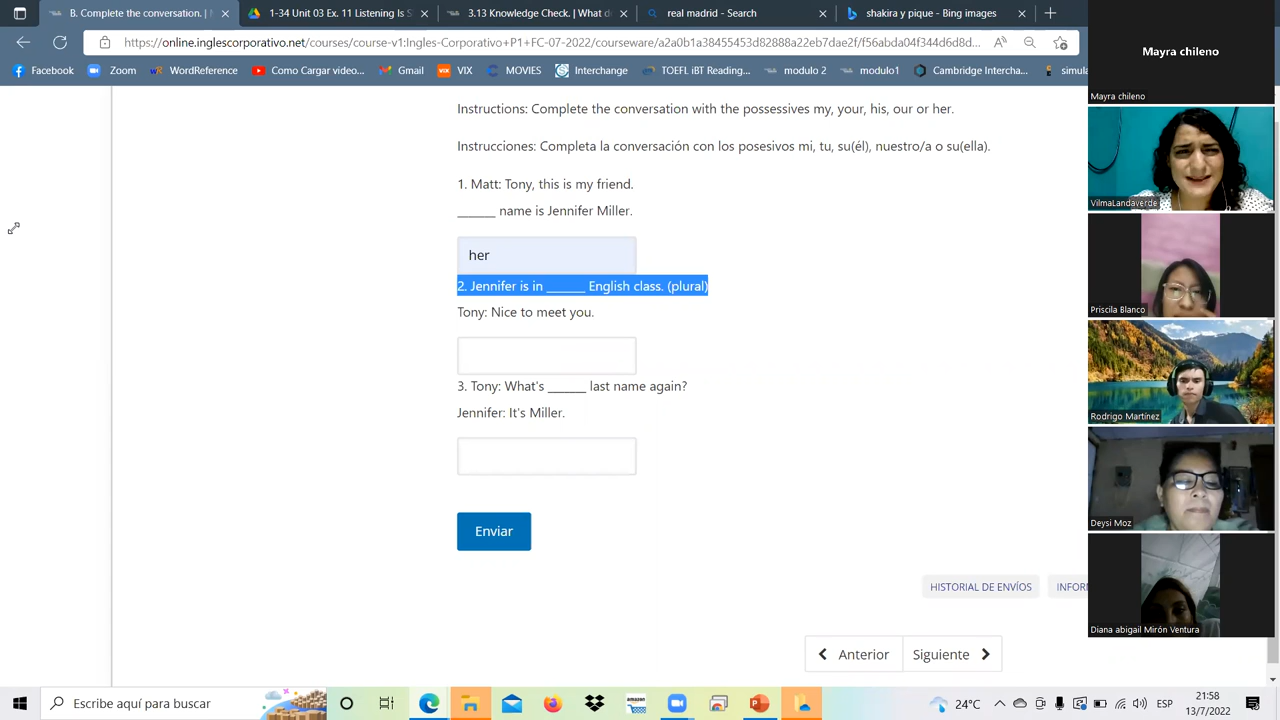 B. Conversation. | M
1-34 Unit 03 Ex. 11 Listening Is S
3.13 Knowledge Check. | What d
real madrid - Search
shakira y pique - Bing images
https://online.inglescorporativo.net/courses/course-v1:Ingles-Corporativo+P1+FC-07-2022/courseware/a2a0b1a38455453d82888a22eb7dae2f/f56abda04f344d6d8d...
Facebook Zoom WordReference Como Cargar vídeo... Gmail VIX MOVIES Interchange TOEFL iBT Reading... modulo 2 modulo1 Cambridge Intercha... simula
Instructions: Complete the conversation with the possessives my, your, his, our or her.
Instrucciones: Completa la conversación con los posesivos mi, tu, su(él), nuestro/a o su(ella).
1. Matt: Tony, this is my friend.
______ name is Jennifer Miller.
her
2. Jennifer is in ______ English class. (plural)
Tony: Nice to meet you.
3. Tony: What's ______ last name again?
Jennifer: It's Miller.
Enviar
HISTORIAL DE ENVÍOS
INFOR
Anterior
Siguiente
Mayra chileno
Mayra chileno
VilmaLandaverde
Priscila Blanco
Rodrigo Martínez
Deysi Moz
Diana abigail Mirón Ventura
Escribe aquí para buscar
amazon
24°C
ESP
21:58
13/7/2022